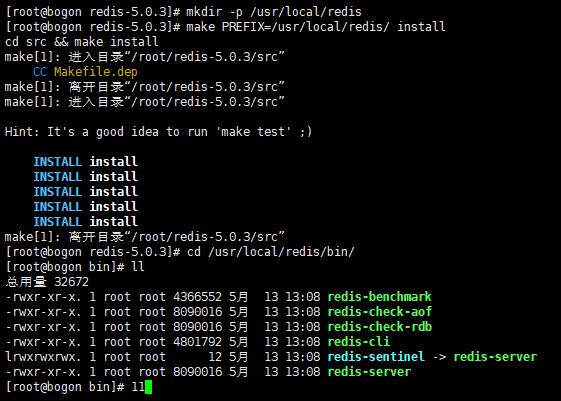 [root@bogon redis-5.0.3]# mkdir -p /usr/local/redis
[root@bogon redis-5.0.3]# make PREFIX=/usr/local/redis/ install
cd src && make install
make[1]: 进入目录“/root/redis-5.0.3/src”
    CC Makefile.dep
make[1]: 离开目录“/root/redis-5.0.3/src”
make[1]: 进入目录“/root/redis-5.0.3/src”
Hint: It's a good idea to run 'make test' ;)
    INSTALL install
    INSTALL install
    INSTALL install
    INSTALL install
    INSTALL install
make[1]: 离开目录“/root/redis-5.0.3/src”
[root@bogon redis-5.0.3]# cd /usr/local/redis/bin/
[root@bogon bin]# ll
总用量 32672
-rwxr-xr-x. 1 root root 4366552 5月  13 13:08 redis-benchmark
-rwxr-xr-x. 1 root root 8090016 5月  13 13:08 redis-check-aof
-rwxr-xr-x. 1 root root 8090016 5月  13 13:08 redis-check-rdb
-rwxr-xr-x. 1 root root 4801792 5月  13 13:08 redis-cli
lrwxrwxrwx. 1 root root      12 5月  13 13:08 redis-sentinel -> redis-server
-rwxr-xr-x. 1 root root 8090016 5月  13 13:08 redis-server
[root@bogon bin]# ll